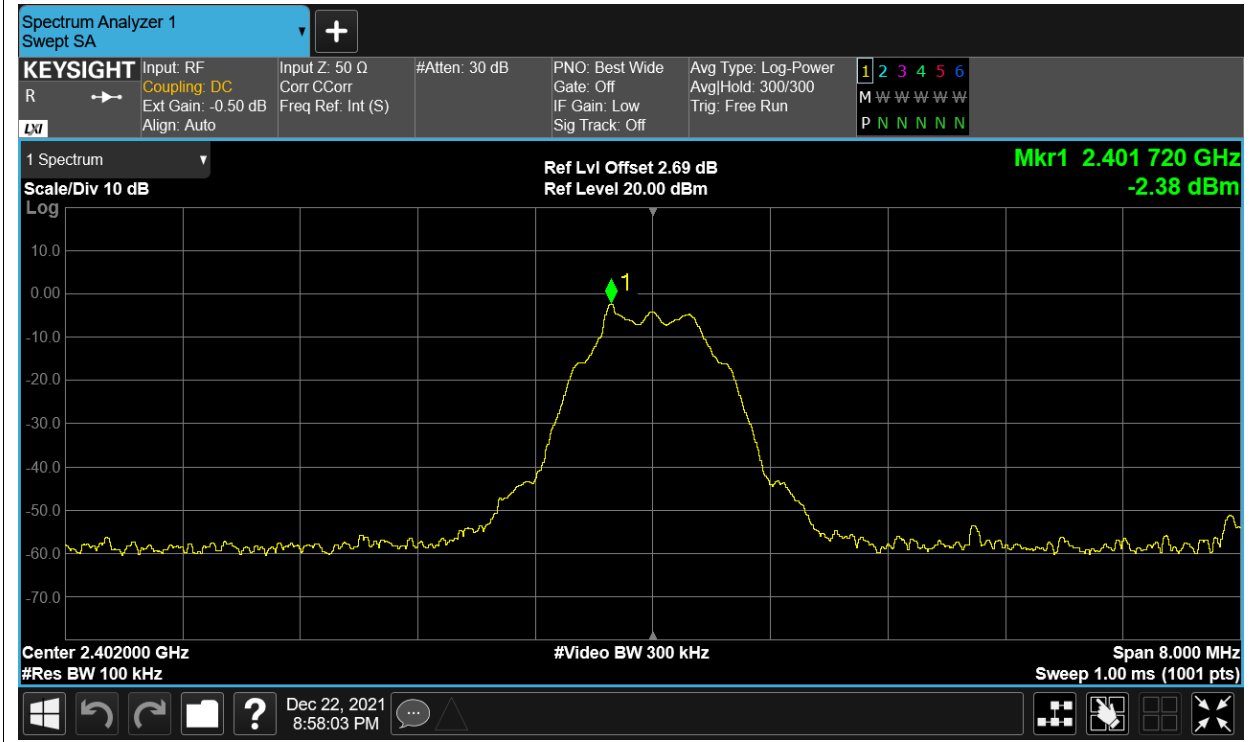 Spectrum Analyzer 1
Swept SA
+
KEYSIGHT Input: RF Input Z: 50 Ω #Atten: 30 dB PNO: Best Wide Avg Type: Log-Power 1 2 3 4 5 6
R Coupling: DC Corr CCorr Gate: Off Avg|Hold: 300/300 M W W W W W W
Ext Gain: -0.50 dB Freq Ref: Int (S) IF Gain: Low Trig: Free Run
LXI Align: Auto Sig Track: Off P N N N N N N
1 Spectrum Ref Lvl Offset 2.69 dB Mkr1 2.401 720 GHz
Scale/Div 10 dB Ref Level 20.00 dBm -2.38 dBm
Log
10.0
1
0.00
-10.0
-20.0
-30.0
-40.0
-50.0
-60.0
-70.0
Center 2.402000 GHz #Video BW 300 kHz Span 8.000 MHz
#Res BW 100 kHz Sweep 1.00 ms (1001 pts)
? Dec 22, 2021
8:58:03 PM